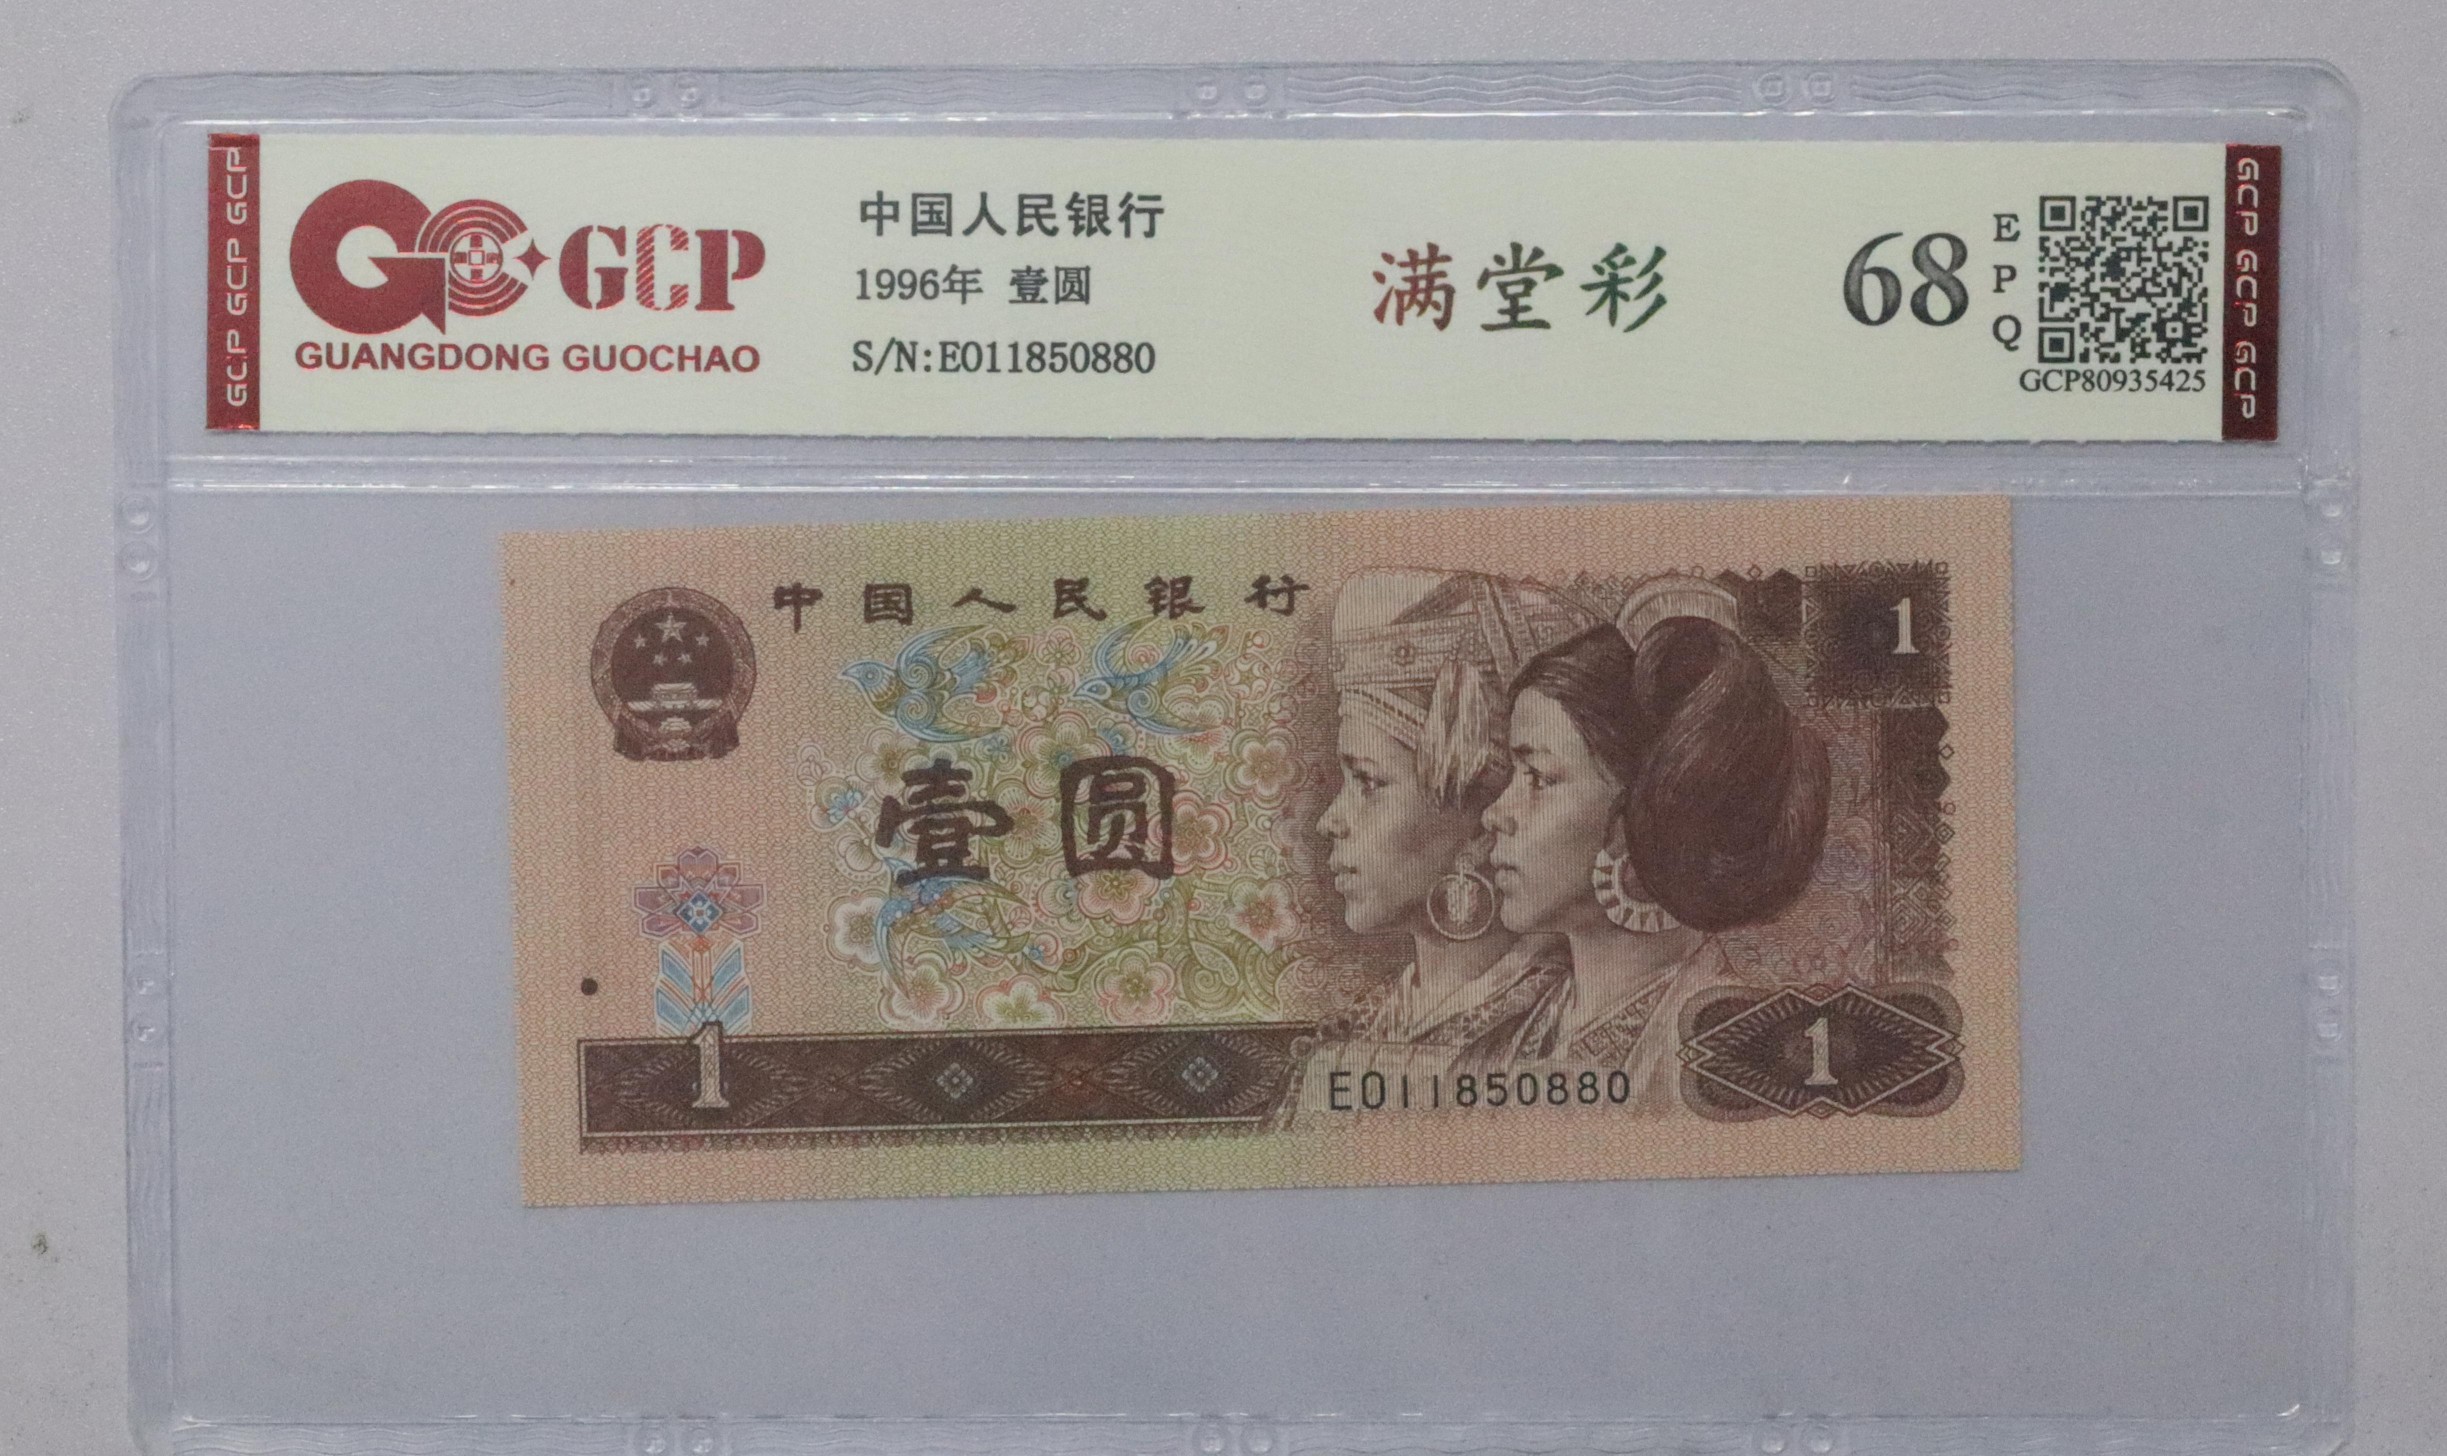 GCP GCP GCP
GCP
GUANGDONG GUOCHAO
中国人民银行
1996年 壹圆
S/N:E011850880
满堂彩
68
E
P
Q
GCP80935425
GCP GCP GCP
中国人民银行
1
壹圆
1
1
E011850880